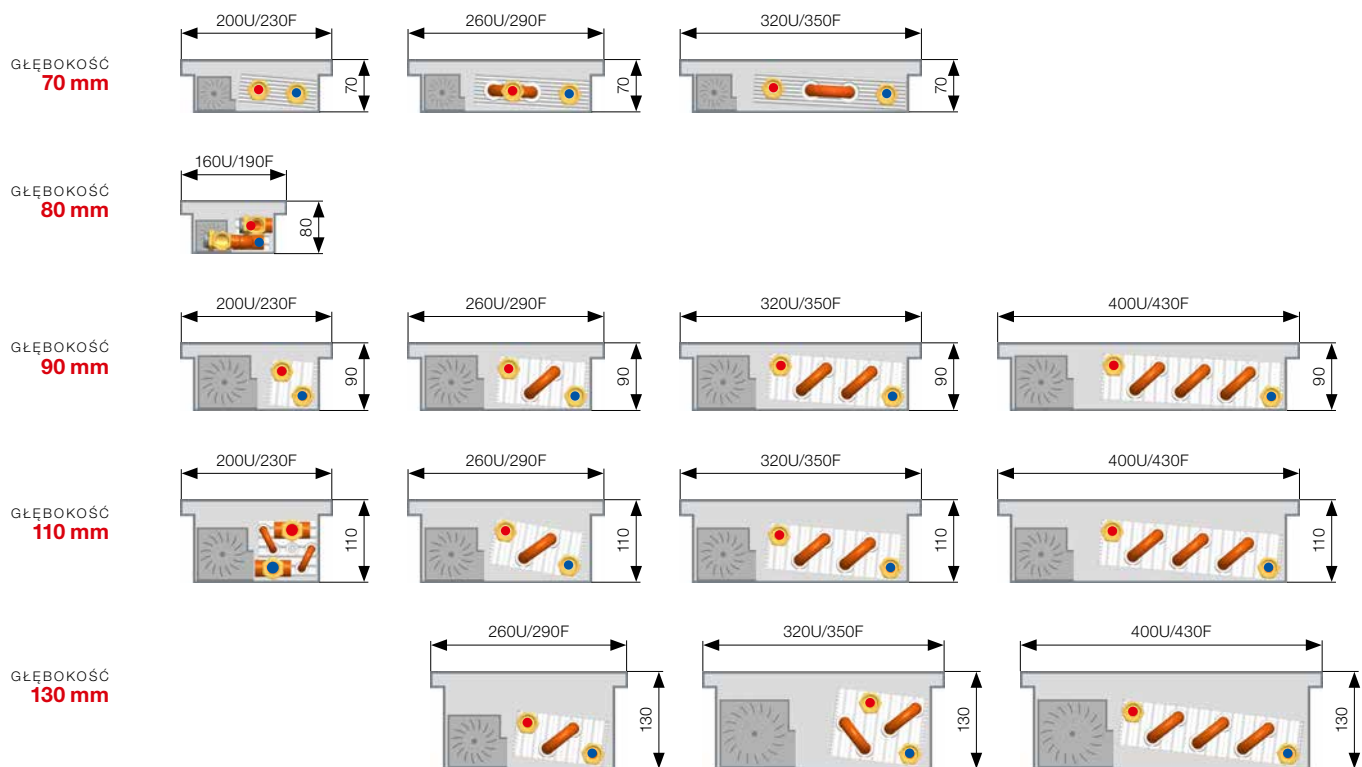 200U/230F 260U/290F 320U/350F
GŁĘBOKOŚĆ
70 mm
70 70 70
160U/190F
GŁĘBOKOŚĆ
80 mm
80
200U/230F 260U/290F 320U/350F 400U/430F
GŁĘBOKOŚĆ
90 mm
90 90 90 90
200U/230F 260U/290F 320U/350F 400U/430F
GŁĘBOKOŚĆ
110 mm
110 110 110 110
260U/290F 320U/350F 400U/430F
GŁĘBOKOŚĆ
130 mm
130 130 130